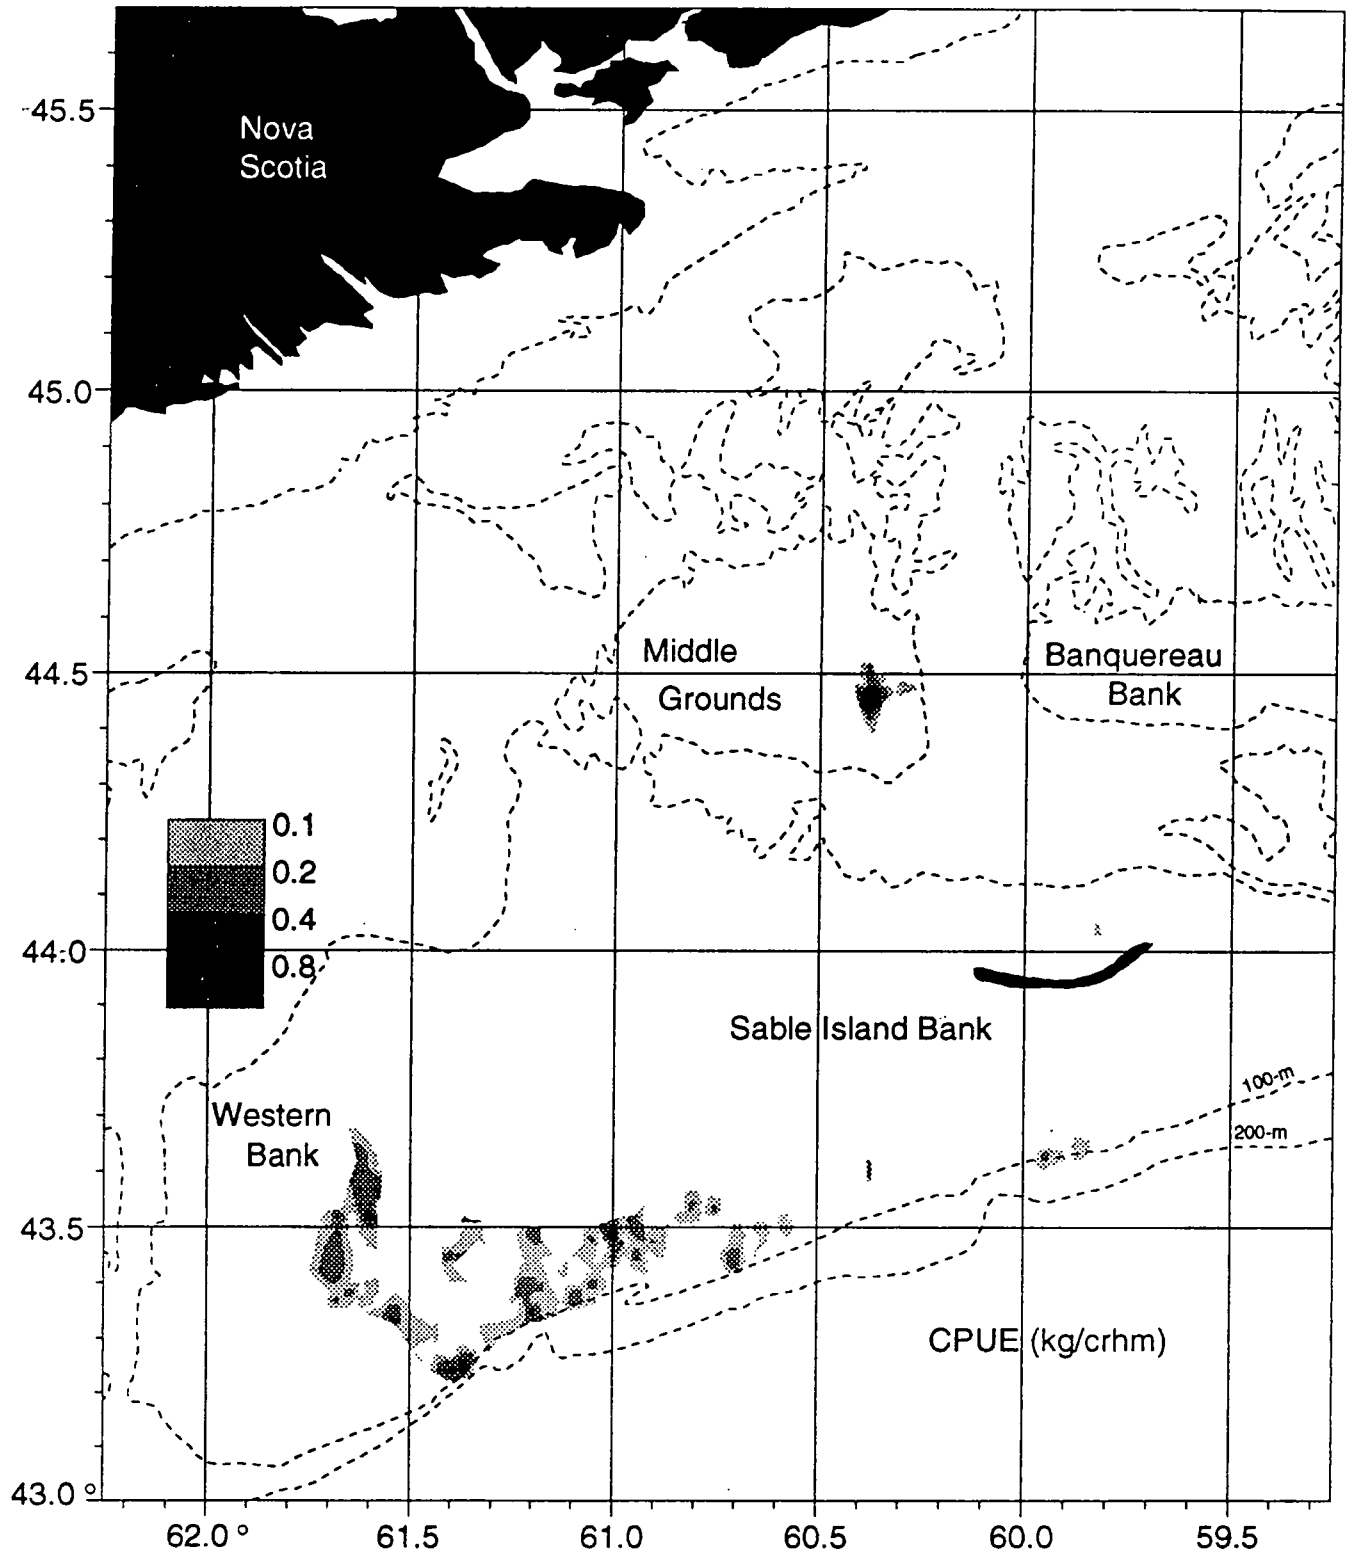 Nova
Scotia
45.5
45.0
Middle
Grounds
Banquereau
Bank
44.5
0.1
0.2
0.4
0.8
44.0
Sable Island Bank
100-m
200-m
Western
Bank
43.5
CPUE (kg/crhm)
43.0 °
62.0 °
61.5
61.0
60.5
60.0
59.5